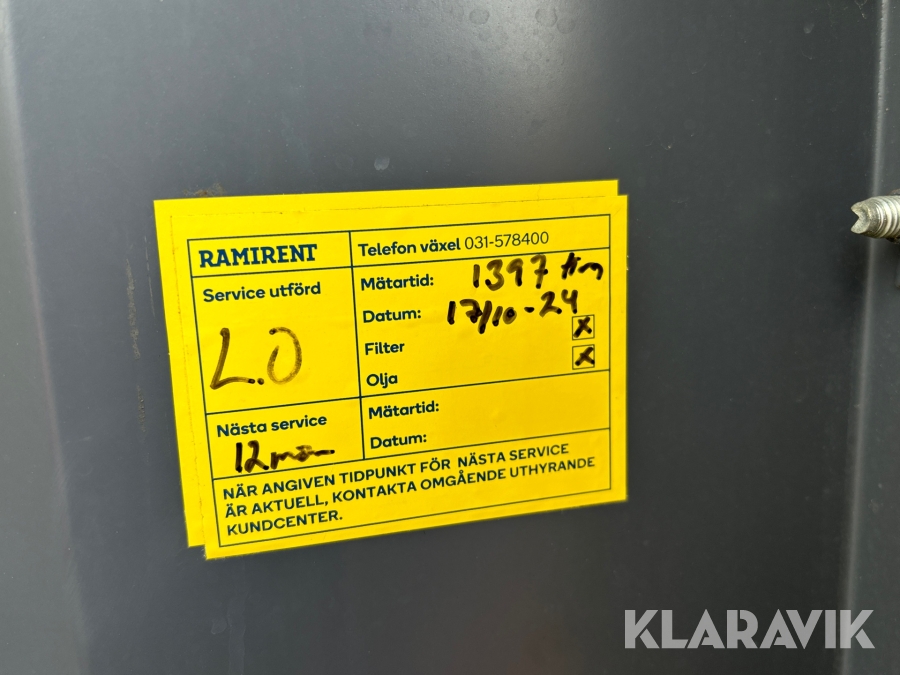 RAMIRENT
Telefon växel 031-578400
Service utförd
L.O
Mätartid: 1397 tim
Datum: 17/10-24
Filter X
Olja X
Nästa service
12mån
Mätartid:
Datum:
NÄR ANGIVEN TIDPUNKT FÖR NÄSTA SERVICE
ÄR AKTUELL, KONTAKTA OMGÅENDE UTHYRANDE
KUNDCENTER.
KLARAVIK